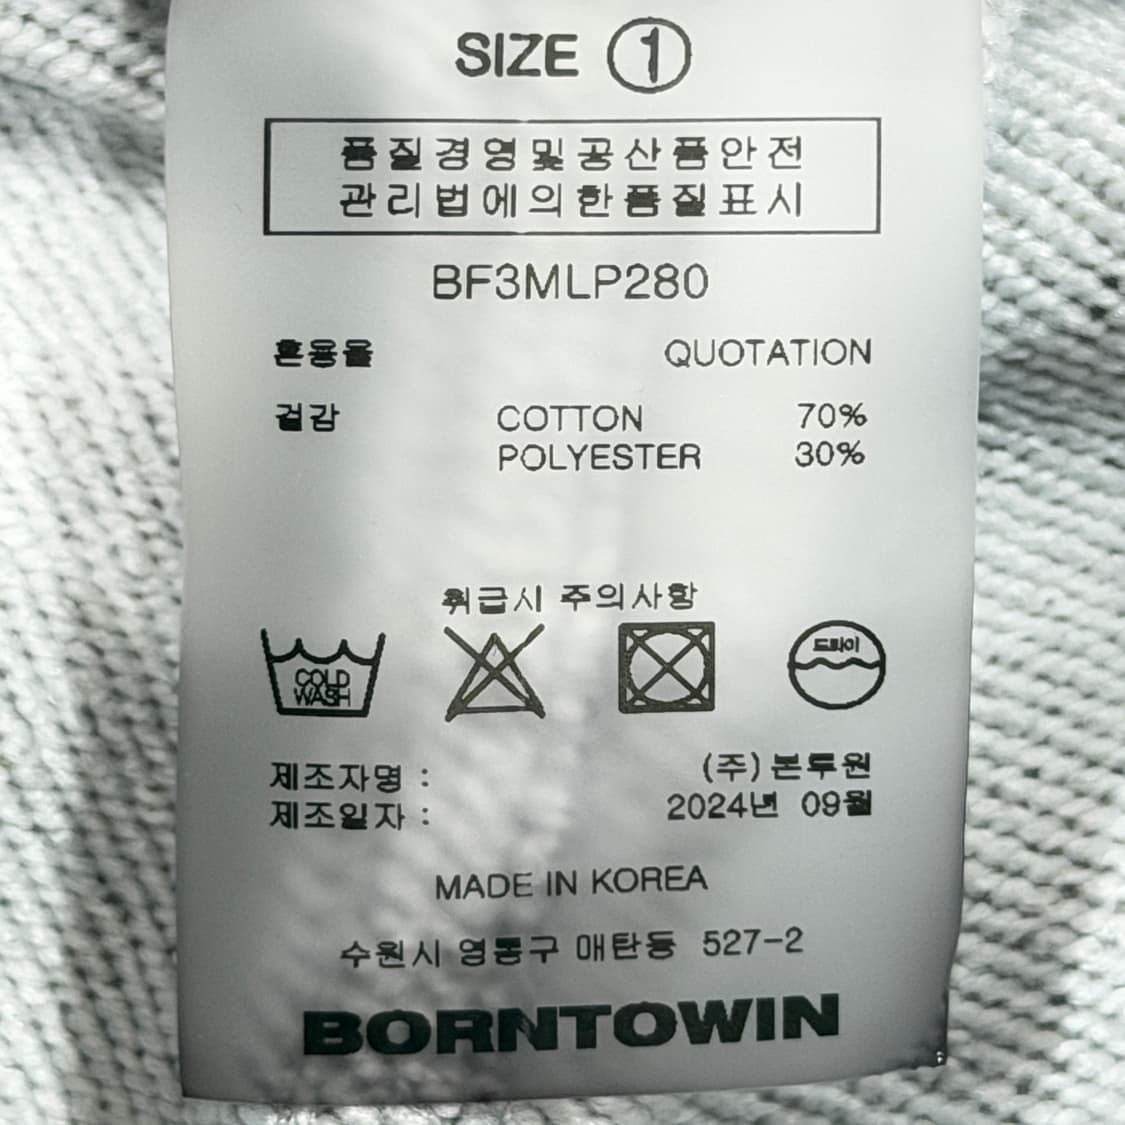 SIZE 1
품질경영및공산품안전
관리법에의한품질표시
BF3MLP280
혼용율 QUOTATION
겉감 COTTON 70%
POLYESTER 30%
취급시 주의사항
COLD
WASH
드라이
제조자명 : (주)본투윈
제조일자 : 2024년 09월
MADE IN KOREA
수원시 영통구 매탄동 527-2
BORNTOWIN